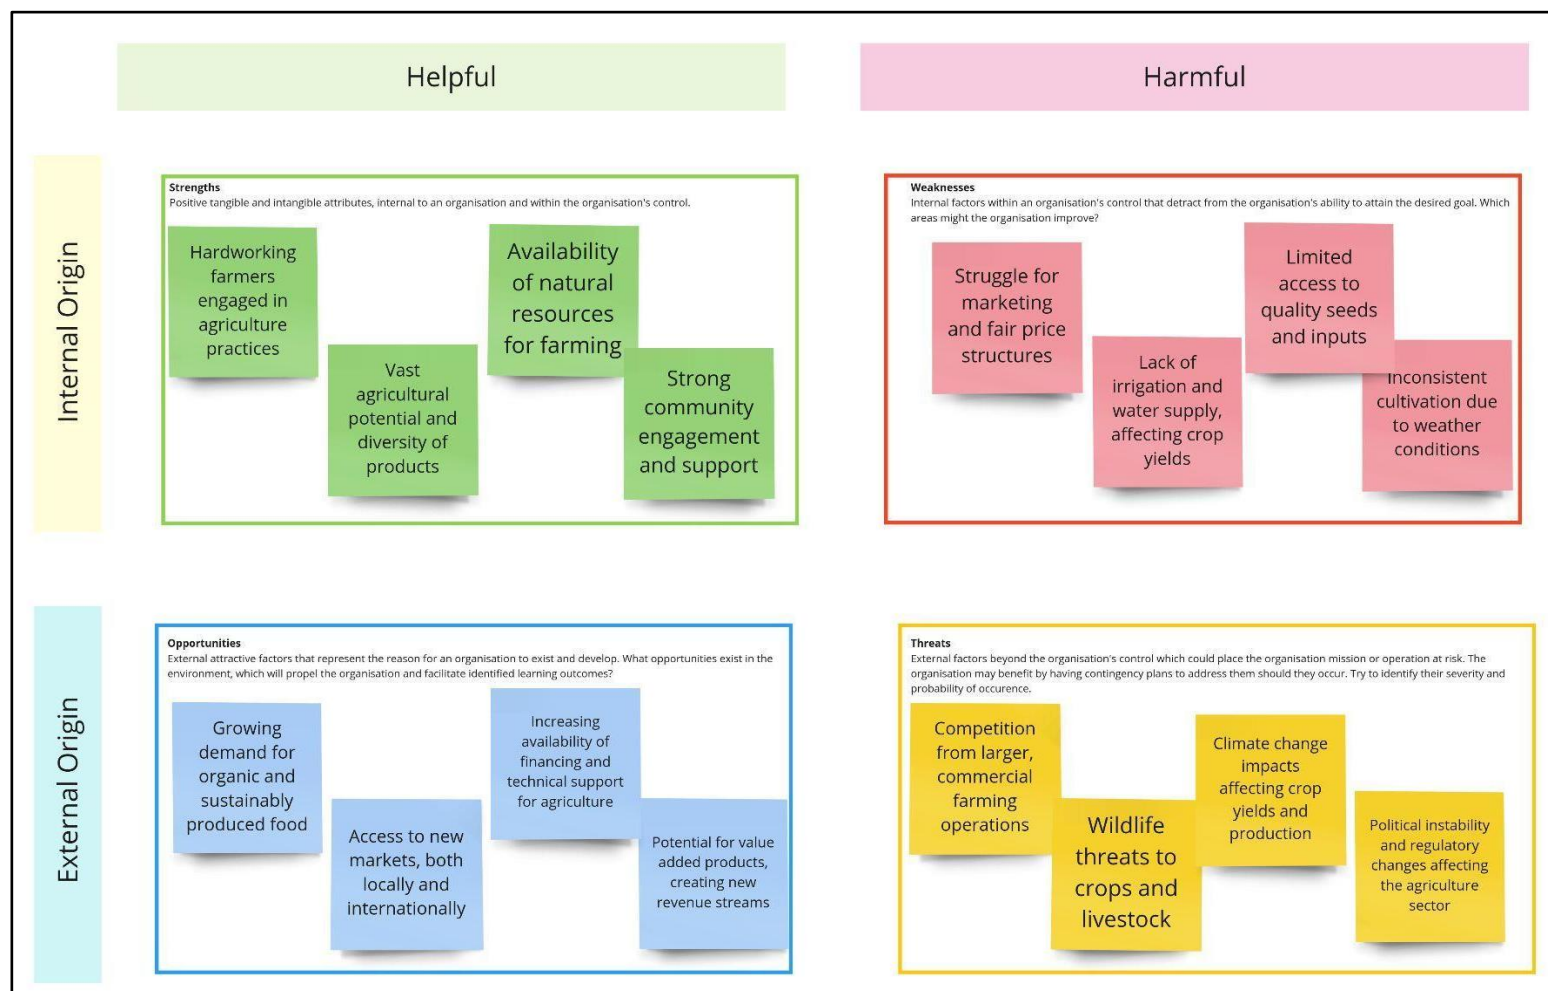 Helpful
Harmful
Internal Origin
Strengths
Positive tangible and intangible attributes, internal to an organisation and within the organisation's control.
Hardworking
farmers
engaged in
agriculture
practices
Vast
agricultural
potential and
diversity of
products
Availability
of natural
resources
for farming
Strong
community
engagement
and support
Weaknesses
Internal factors within an organisation's control that detract from the organisation's ability to attain the desired goal. Which
areas might the organisation improve?
Struggle for
marketing
and fair price
structures
Lack of
irrigation and
water supply,
affecting crop
yields
Limited
access to
quality seeds
and inputs
Inconsistent
cultivation due
to weather
conditions
External Origin
Opportunities
External attractive factors that represent the reason for an organisation to exist and develop. What opportunities exist in the
environment, which will propel the organisation and facilitate identified learning outcomes?
Growing
demand for
organic and
sustainably
produced food
Access to new
markets, both
locally and
internationally
Increasing
availability of
financing and
technical support
for agriculture
Potential for value
added products,
creating new
revenue streams
Threats
External factors beyond the organisation's control which could place the organisation mission or operation at risk. The
organisation may benefit by having contingency plans to address them should they occur. Try to identify their severity and
probability of occurence.
Competition
from larger,
commercial
farming
operations
Wildlife
threats to
crops and
livestock
Climate change
impacts
affecting crop
yields and
production
Political instability
and regulatory
changes affecting
the agriculture
sector